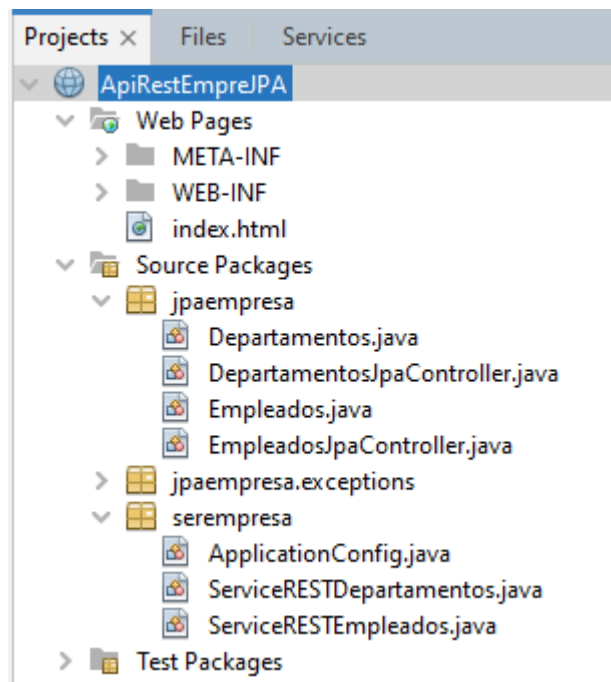 Projects Files Services
ApiRestEmpreJPA
Web Pages
META-INF
WEB-INF
index.html
Source Packages
jpaempresa
Departamentos.java
DepartamentosJpaController.java
Empleados.java
EmpleadosJpaController.java
jpaempresa.exceptions
serempresa
ApplicationConfig.java
ServiceRESTDepartamentos.java
ServiceRESTEmpleados.java
Test Packages